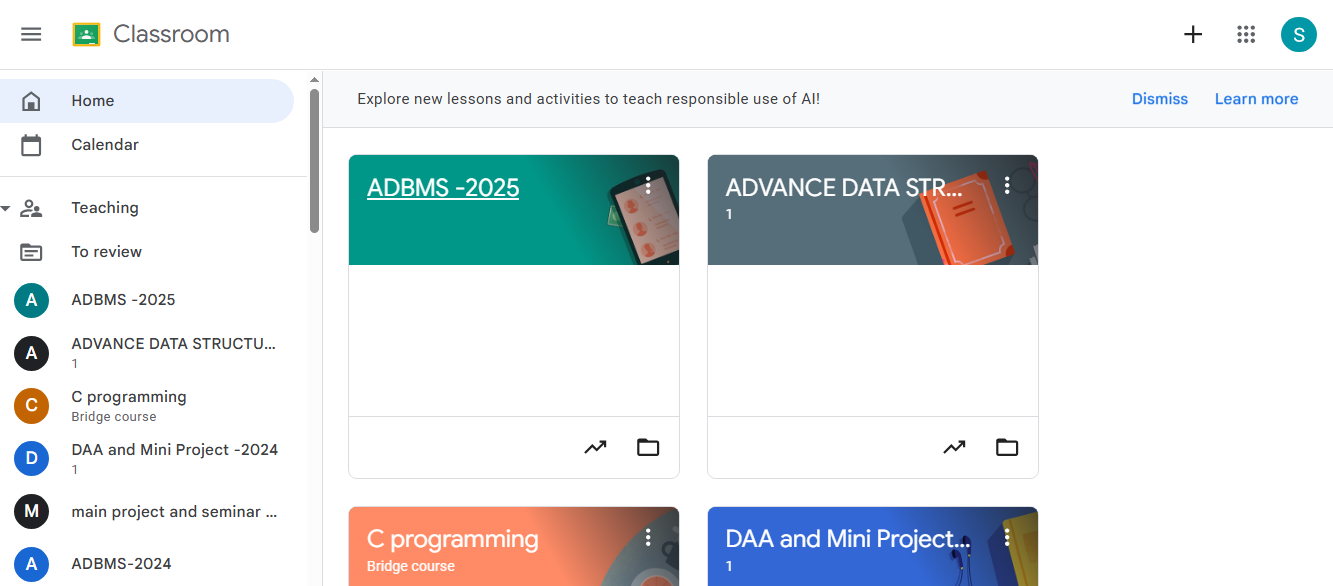 Classroom
S
Home
Calendar
Teaching
To review
A
ADBMS -2025
A
ADVANCE DATA STRUCTU...
1
C
C programming
Bridge course
D
DAA and Mini Project -2024
1
M
main project and seminar ...
A
ADBMS-2024
Explore new lessons and activities to teach responsible use of AI!
Dismiss
Learn more
ADBMS -2025
ADVANCE DATA STR...
1
C programming
Bridge course
DAA and Mini Project...
1